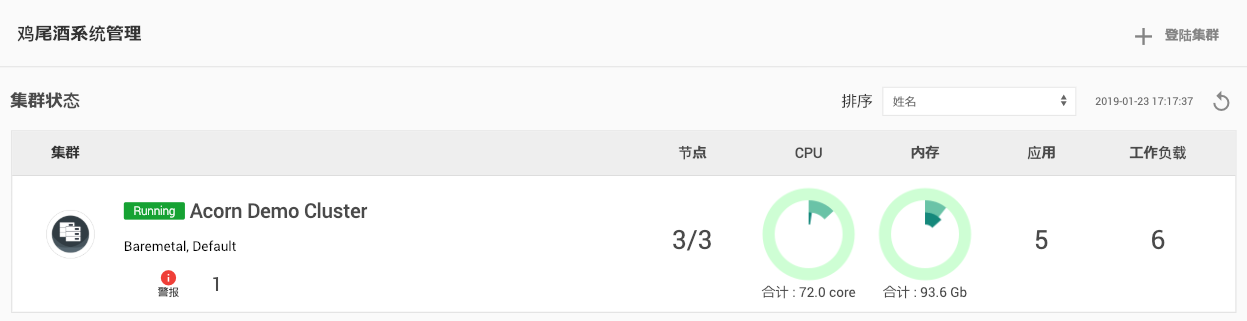 鸡尾酒系统管理
登陆集群
集群状态
排序 姓名 2019-01-23 17:17:37
集群 节点 CPU 内存 应用 工作负载
Running Acorn Demo Cluster
Baremetal, Default
3/3
5
6
警报 1
合计 : 72.0 core
合计 : 93.6 Gb